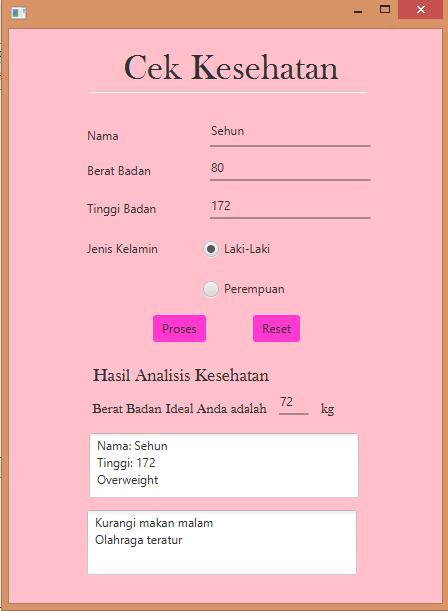 Cek Kesehatan
Nama Sehun
Berat Badan 80
Tinggi Badan 172
Jenis Kelamin Laki-Laki
Perempuan
Proses Reset
Hasil Analisis Kesehatan
Berat Badan Ideal Anda adalah 72 kg
Nama: Sehun
Tinggi: 172
Overweight
Kurangi makan malam
Olahraga teratur